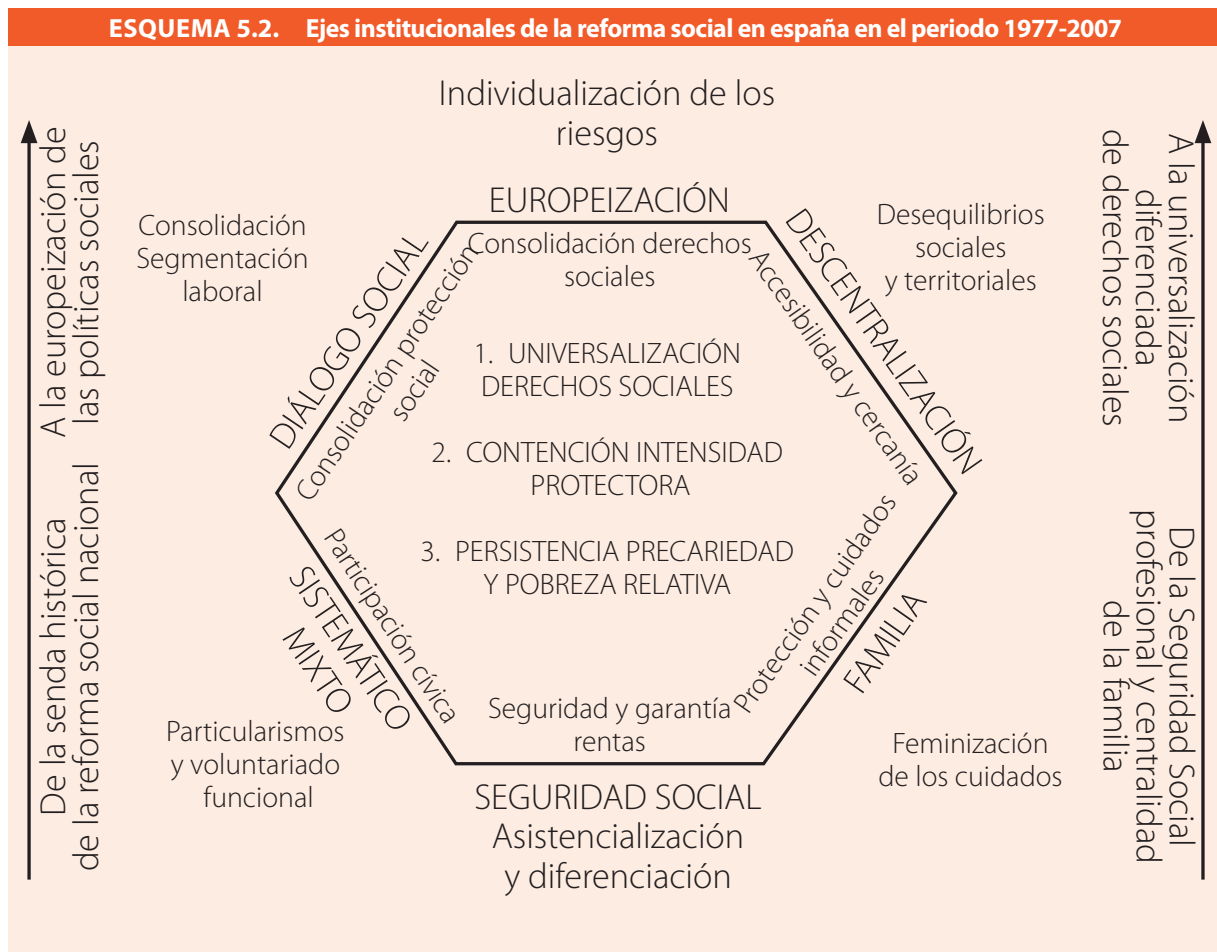 ESQUEMA 5.2. Ejes institucionales de la reforma social en españa en el periodo 1977-2007
Individualización de los
riesgos
A la europeización de
las políticas sociales
De la senda histórica
de la reforma social nacional
Consolidación
Segmentación
laboral
EUROPEIZACIÓN
Consolidación derechos
sociales
DIÁLOGO SOCIAL
Consolidación protección
social
DESCENTRALIZACIÓN
Accesibilidad y cercanía
Desequilibrios
sociales
y territoriales
A la universalización
diferenciada
de derechos sociales
De la Seguridad Social
profesional y centralidad
de la familia
1. UNIVERSALIZACIÓN
DERECHOS SOCIALES
2. CONTENCIÓN INTENSIDAD
PROTECTORA
3. PERSISTENCIA PRECARIEDAD
Y POBREZA RELATIVA
Participación cívica
SISTEMÁTICO
MIXTO
Particularismos
y voluntariado
funcional
Protección y cuidados
informales
FAMILIA
Feminización
de los cuidados
Seguridad y garantía
rentas
SEGURIDAD SOCIAL
Asistencialización
y diferenciación